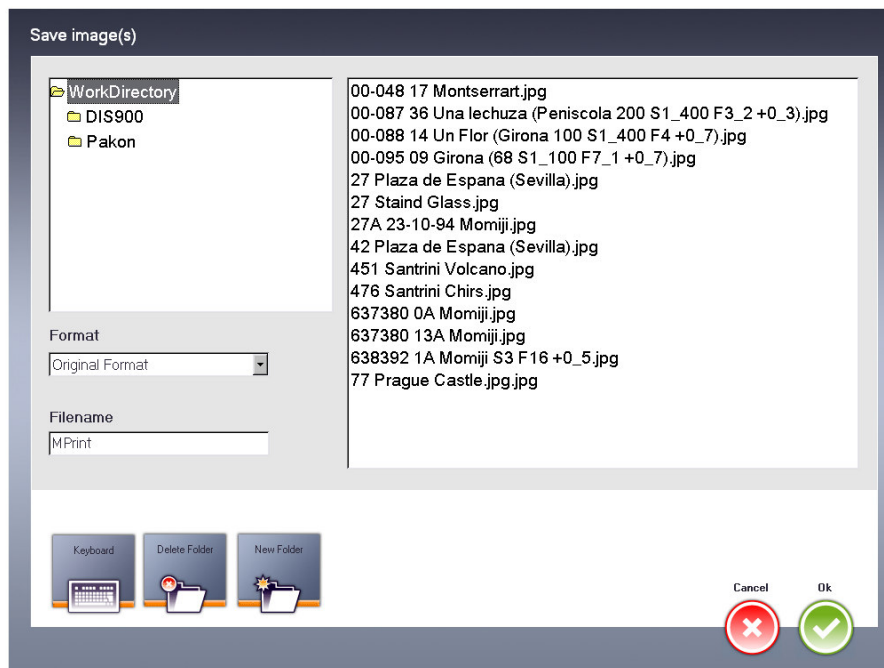 Save image(s)
WorkDirectory
DIS900
Pakon
00-048 17 Montserrart.jpg
00-087 36 Una lechuza (Peniscola 200 S1_400 F3_2 +0_3).jpg
00-088 14 Un Flor (Girona 100 S1_400 F4 +0_7).jpg
00-095 09 Girona (68 S1_100 F7_1 +0_7).jpg
27 Plaza de Espana (Sevilla).jpg
27 Staind Glass.jpg
27A 23-10-94 Momiji.jpg
42 Plaza de Espana (Sevilla).jpg
451 Santrini Volcano.jpg
476 Santrini Chirs.jpg
637380 0A Momiji.jpg
637380 13A Momiji.jpg
638392 1A Momiji S3 F16 +0_5.jpg
77 Prague Castle.jpg.jpg
Format
Original Format
Filename
MPrint
Keyboard
Delete Folder
New Folder
Cancel
Ok